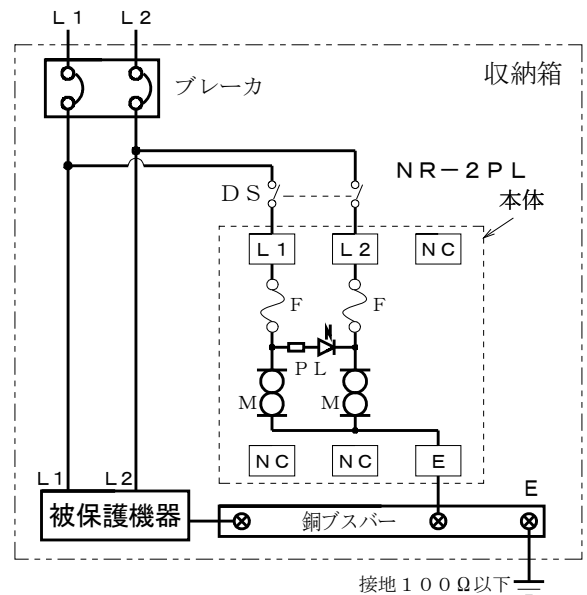 L1 L2
ブレーカ
収納箱
NR－2PL
本体
DS
L1 L2 NC
F F
PL
M M
NC NC E
L1 L2
E
被保護機器
銅ブスバー
接地１００Ω以下